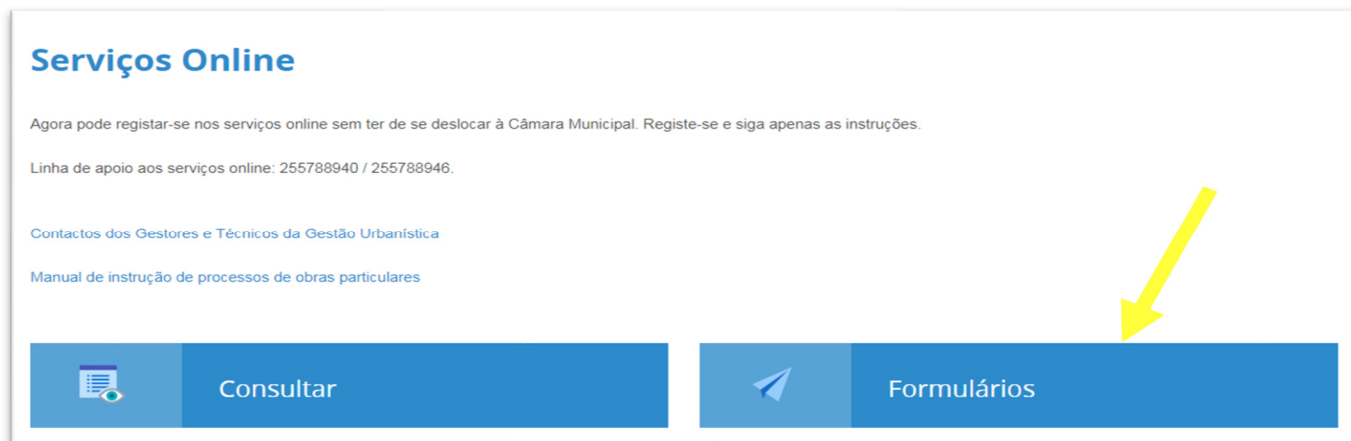 Serviços Online
Agora pode registar-se nos serviços online sem ter de se deslocar à Câmara Municipal. Registe-se e siga apenas as instruções.
Linha de apoio aos serviços online: 255788940 / 255788946.
Contactos dos Gestores e Técnicos da Gestão Urbanística
Manual de instrução de processos de obras particulares
Consultar
Formulários